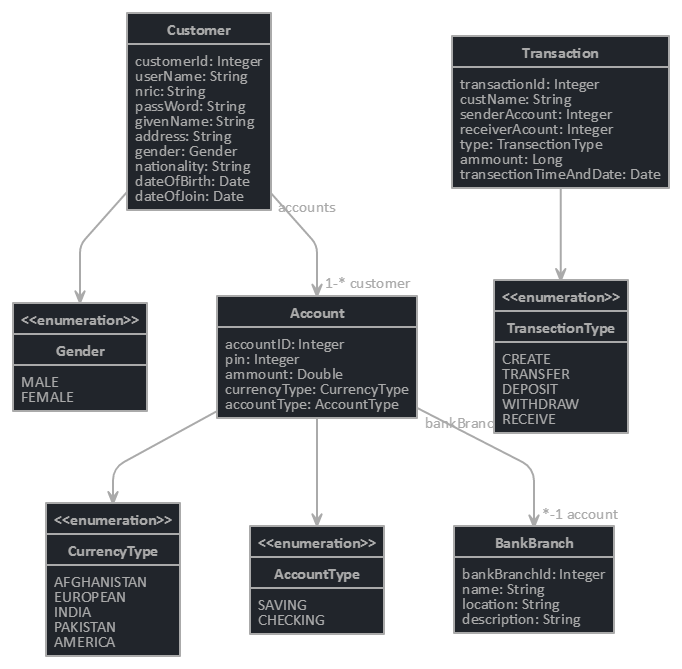 Customer
customerId: Integer
userName: String
nric: String
passWord: String
givenName: String
address: String
gender: Gender
nationality: String
dateOfBirth: Date
dateOfJoin: Date
Transaction
transactionId: Integer
custName: String
senderAccount: Integer
receiverAcount: Integer
type: TransectionType
ammount: Long
transectionTimeAndDate: Date
accounts
1-* customer
<<enumeration>>
Gender
MALE
FEMALE
Account
accountID: Integer
pin: Integer
ammount: Double
currencyType: CurrencyType
accountType: AccountType
<<enumeration>>
TransectionType
CREATE
TRANSFER
DEPOSIT
WITHDRAW
RECEIVE
bankBranc
*-1 account
<<enumeration>>
CurrencyType
AFGHANISTAN
EUROPEAN
INDIA
PAKISTAN
AMERICA
<<enumeration>>
AccountType
SAVING
CHECKING
BankBranch
bankBranchId: Integer
name: String
location: String
description: String